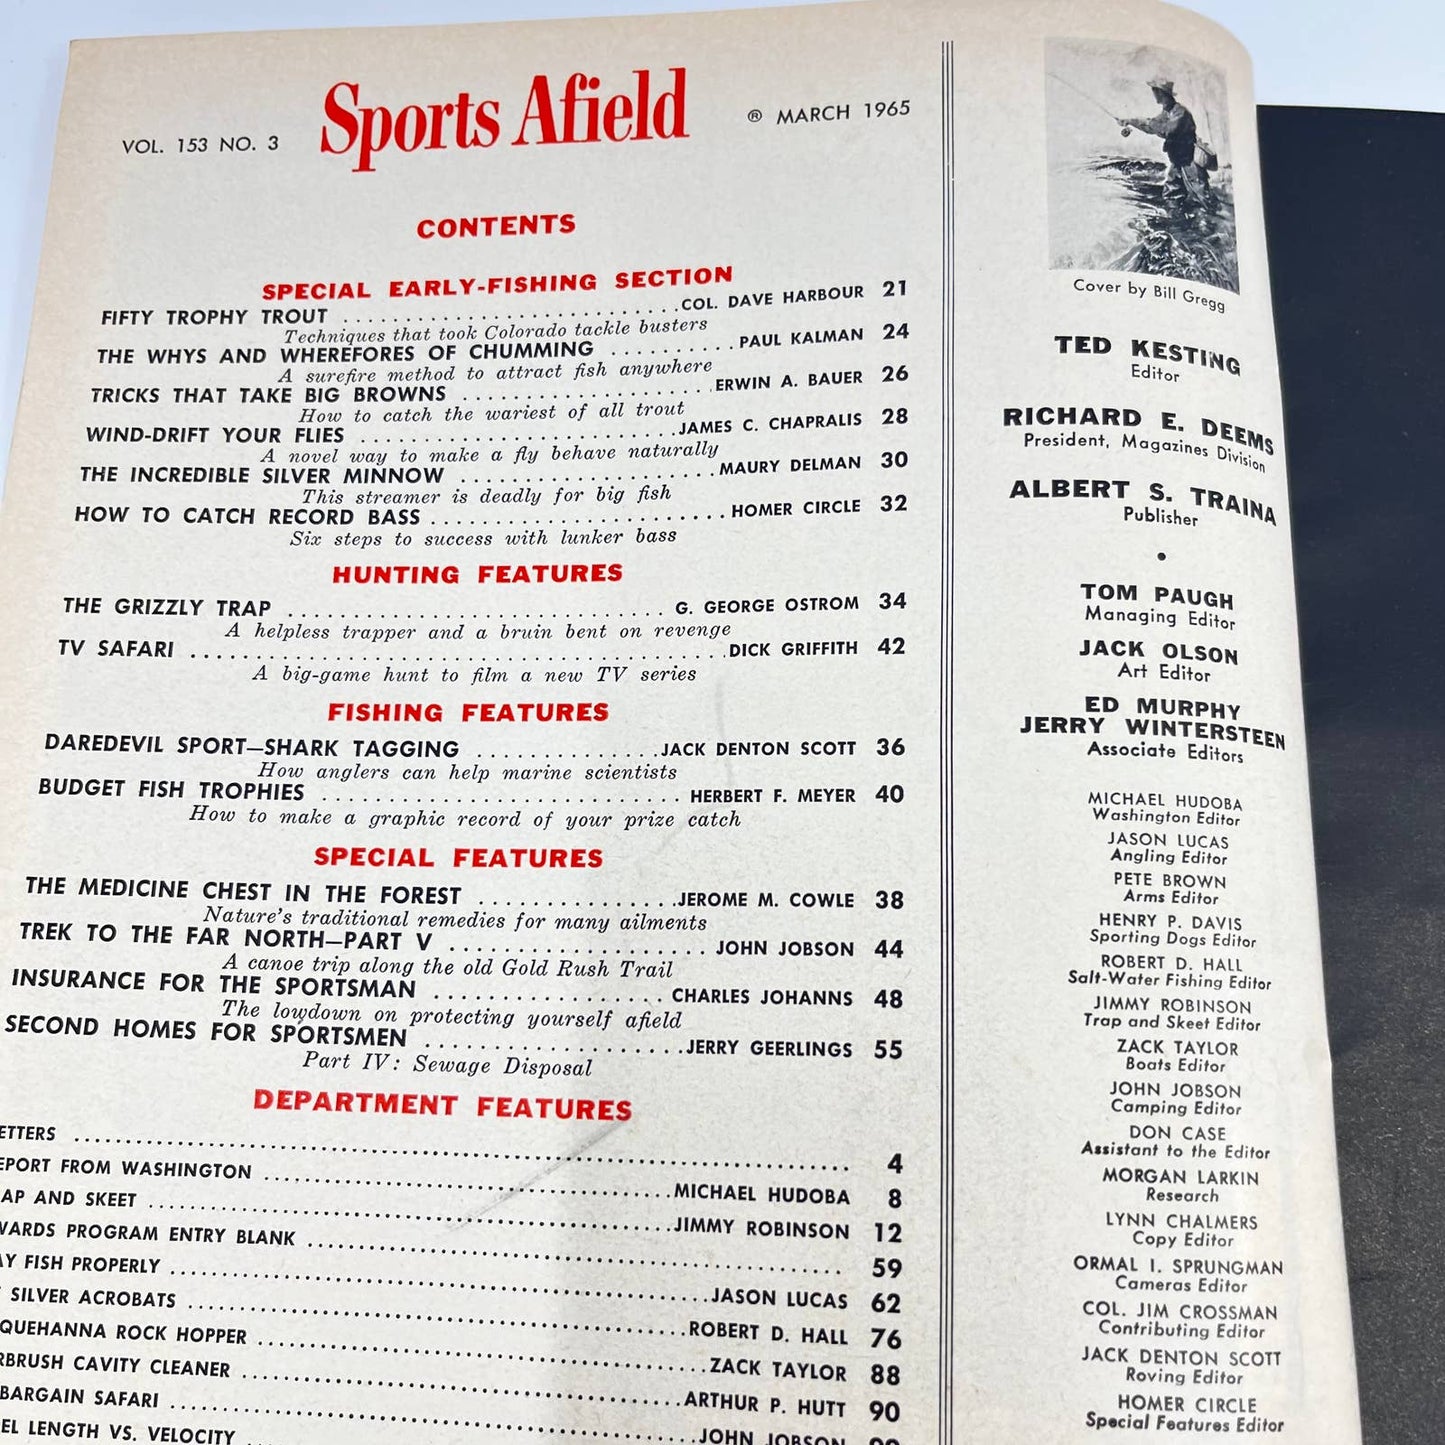 VOL. 153 NO. 3
Sports Afield
® MARCH 1965
CONTENTS
SPECIAL EARLY-FISHING SECTION
FIFTY TROPHY TROUT ........ COL. DAVE HARBOUR 21
Techniques that took Colorado tackle busters
THE WHYS AND WHEREFORES OF CHUMMING ........ PAUL KALMAN 24
A surefire method to attract fish anywhere
TRICKS THAT TAKE BIG BROWNS ........ ERWIN A. BAUER 26
How to catch the wariest of all trout
WIND-DRIFT YOUR FLIES ........ JAMES C. CHAPRALIS 28
A novel way to make a fly behave naturally
THE INCREDIBLE SILVER MINNOW ........ MAURY DELMAN 30
This streamer is deadly for big fish
HOW TO CATCH RECORD BASS ........ HOMER CIRCLE 32
Six steps to success with lunker bass
HUNTING FEATURES
THE GRIZZLY TRAP ........ G. GEORGE OSTROM 34
A helpless trapper and a bruin bent on revenge
TV SAFARI ........ DICK GRIFFITH 42
A big-game hunt to film a new TV series
FISHING FEATURES
DAREDEVIL SPORT—SHARK TAGGING ........ JACK DENTON SCOTT 36
How anglers can help marine scientists
BUDGET FISH TROPHIES ........ HERBERT F. MEYER 40
How to make a graphic record of your prize catch
SPECIAL FEATURES
THE MEDICINE CHEST IN THE FOREST ........ JEROME M. COWLE 38
Nature's traditional remedies for many ailments
TREK TO THE FAR NORTH—PART V ........ JOHN JOBSON 44
A canoe trip along the old Gold Rush Trail
INSURANCE FOR THE SPORTSMAN ........ CHARLES JOHANNS 48
The lowdown on protecting yourself afield
SECOND HOMES FOR SPORTSMEN ........ JERRY GEERLINGS 55
Part IV: Sewage Disposal
DEPARTMENT FEATURES
ETTERS ........ 4
EPORT FROM WASHINGTON ........ MICHAEL HUDOBA 8
AP AND SKEET ........ JIMMY ROBINSON 12
WARDS PROGRAM ENTRY BLANK ........ 59
AY FISH PROPERLY ........ JASON LUCAS 62
SILVER ACROBATS ........ ROBERT D. HALL 76
QUEHANNA ROCK HOPPER ........ ZACK TAYLOR 88
RBRUSH CAVITY CLEANER ........ ARTHUR P. HUTT 90
BARGAIN SAFARI ........ JOHN JOBSON
EL LENGTH VS. VELOCITY
Cover by Bill Gregg
TED KESTING
Editor
RICHARD E. DEEMS
President, Magazines Division
ALBERT S. TRAINA
Publisher
•
TOM PAUGH
Managing Editor
JACK OLSON
Art Editor
ED MURPHY
JERRY WINTERSTEEN
Associate Editors
MICHAEL HUDOBA
Washington Editor
JASON LUCAS
Angling Editor
PETE BROWN
Arms Editor
HENRY P. DAVIS
Sporting Dogs Editor
ROBERT D. HALL
Salt-Water Fishing Editor
JIMMY ROBINSON
Trap and Skeet Editor
ZACK TAYLOR
Boats Editor
JOHN JOBSON
Camping Editor
DON CASE
Assistant to the Editor
MORGAN LARKIN
Research
LYNN CHALMERS
Copy Editor
ORMAL I. SPRUNGMAN
Cameras Editor
COL. JIM CROSSMAN
Contributing Editor
JACK DENTON SCOTT
Roving Editor
HOMER CIRCLE
Special Features Editor